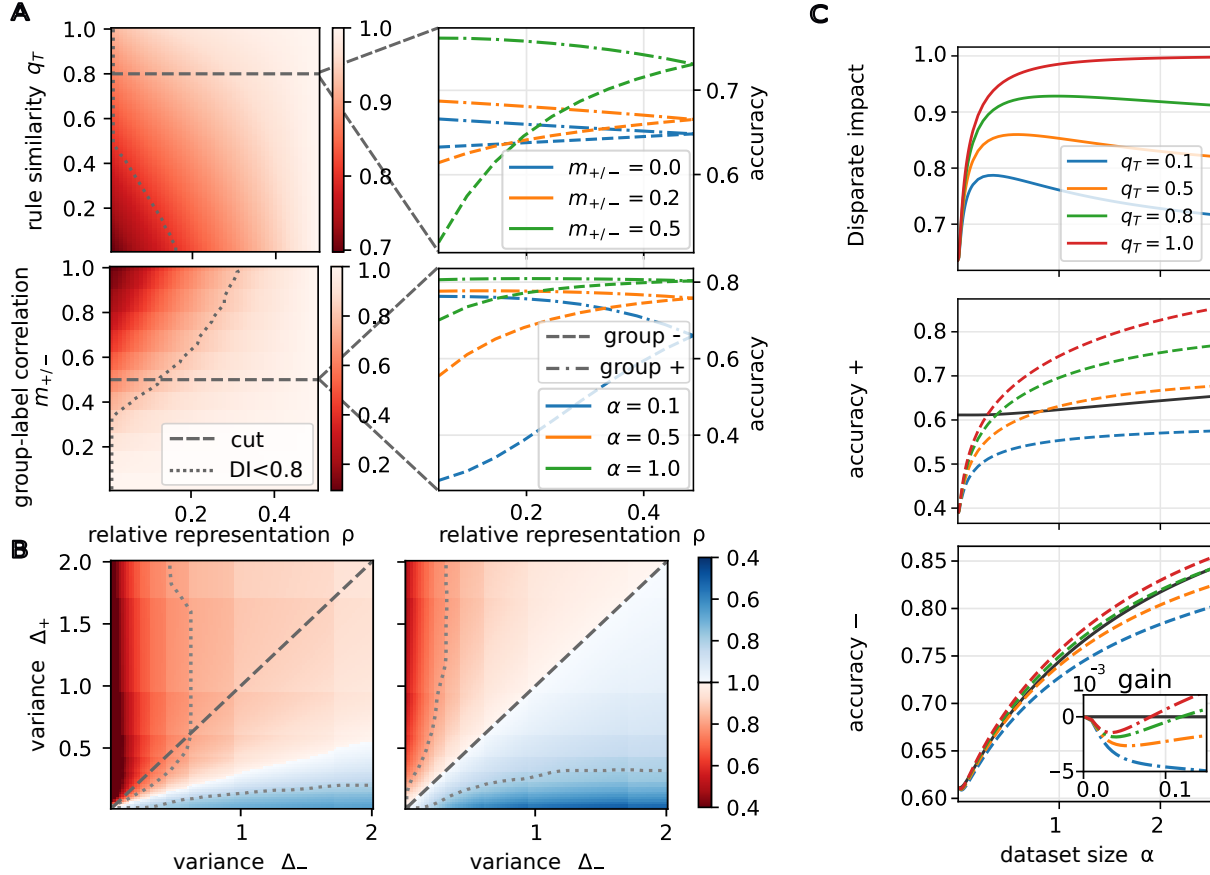 A
rule similarity q_T
1.0
0.8
0.6
0.4
0.2
1.0
0.9
0.8
0.7
0.7
0.6
accuracy
m_{+/−} = 0.0
m_{+/−} = 0.2
m_{+/−} = 0.5
0.2
0.4
group-label correlation
m_{+/−}
1.0
0.8
0.6
0.4
0.2
cut
DI<0.8
0.2
0.4
relative representation ρ
1.0
0.8
0.6
0.4
0.2
group -
group +
α = 0.1
α = 0.5
α = 1.0
0.8
0.6
0.4
accuracy
0.2
0.4
relative representation ρ
B
variance Δ₊
2.0
1.5
1.0
0.5
1
2
variance Δ₋
1
2
variance Δ₋
0.4
0.6
0.8
1.0
0.8
0.6
0.4
C
Disparate impact
1.0
0.9
0.8
0.7
q_T = 0.1
q_T = 0.5
q_T = 0.8
q_T = 1.0
accuracy +
0.8
0.7
0.6
0.5
0.4
accuracy −
0.85
0.80
0.75
0.70
0.65
0.60
10⁻³ gain
0
−5
0.0
0.1
1
2
dataset size α